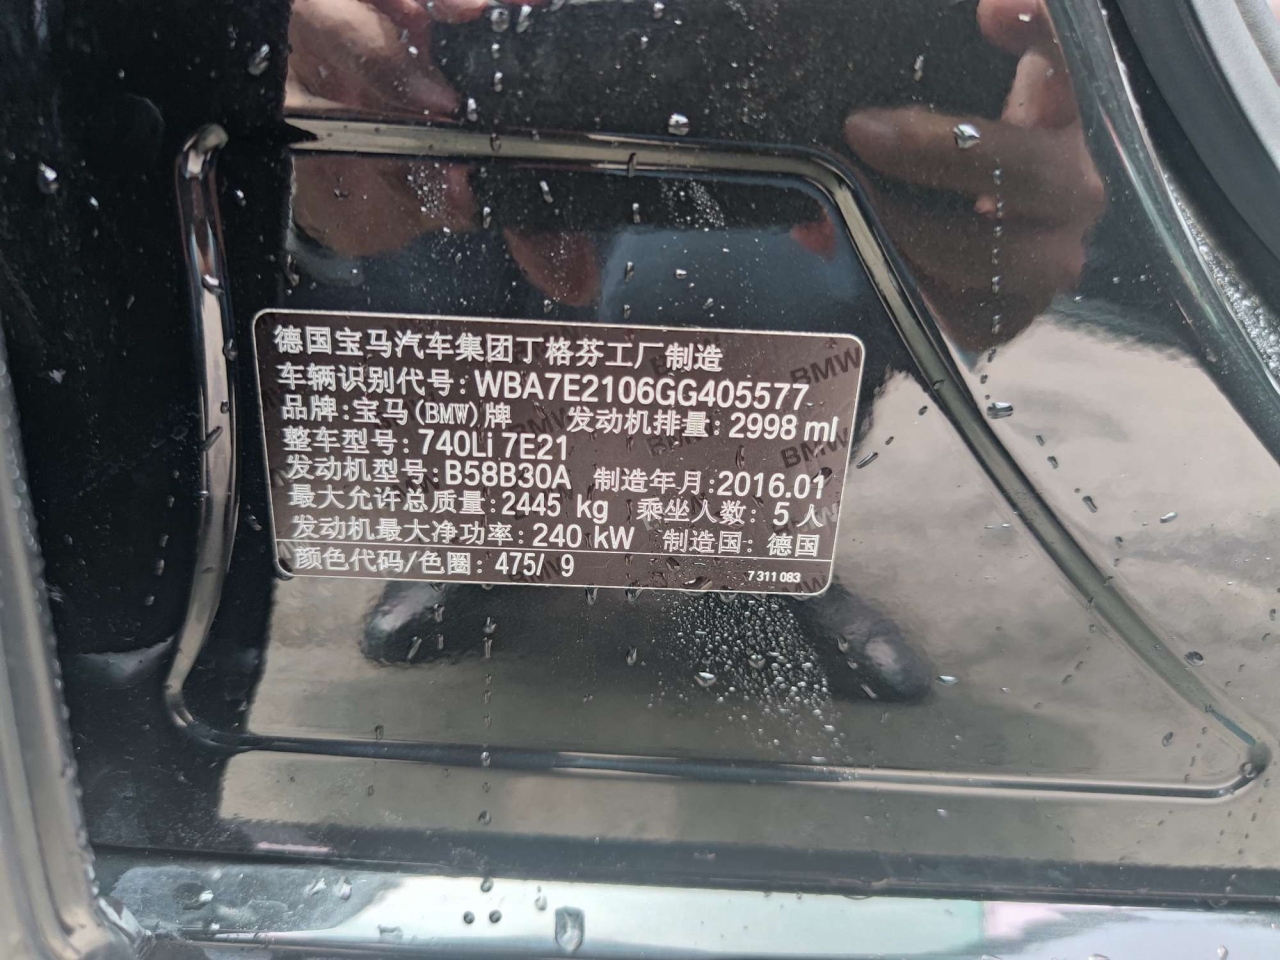 德国宝马汽车集团丁格芬工厂制造
车辆识别代号:WBA7E2106GG405577
品牌:宝马(BMW)牌 发动机排量:2998 ml
整车型号:740Li 7E21
发动机型号:B58B30A 制造年月:2016.01
最大允许总质量:2445 kg 乘坐人数:5人
发动机最大净功率:240 kW 制造国:德国
颜色代码/色圈:475/ 9 7 311 083